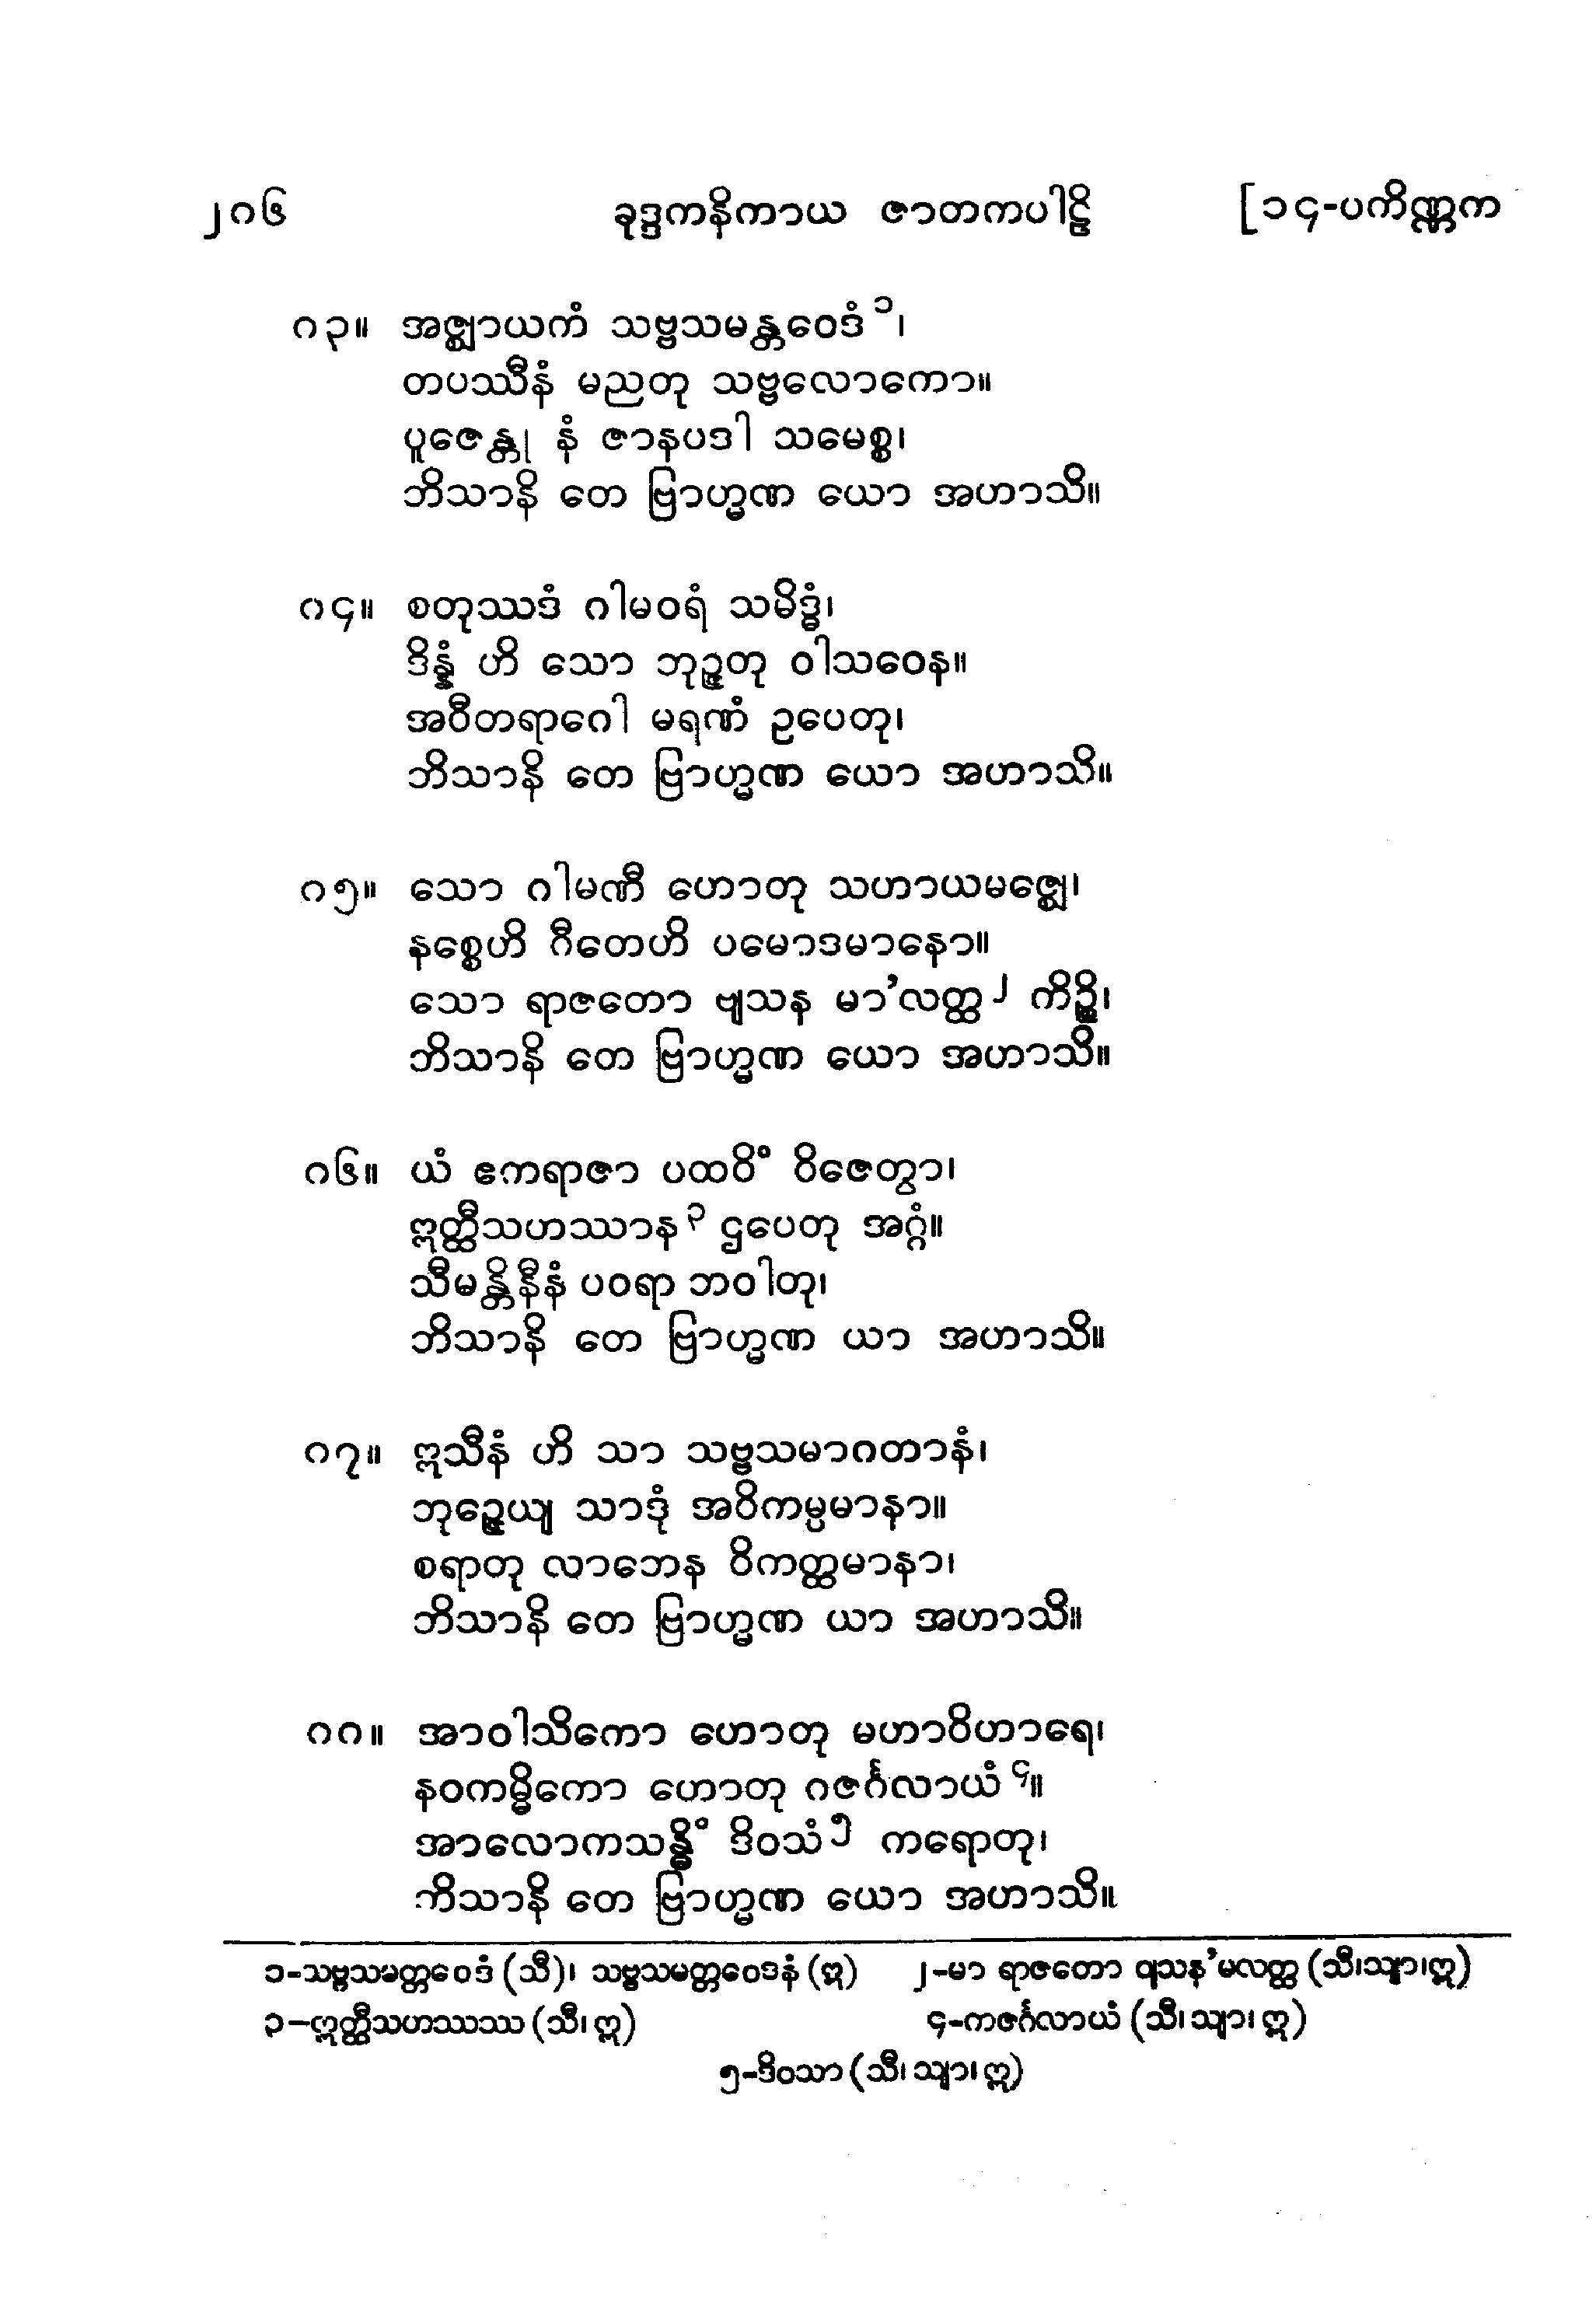 ၂၈၆ ခုဒ္ဒကနိကာယ ဇာတကပါဠိ [၁၄-ပကိဏ္ဏက
၈၃။ အဇ္ဈာယကံ သဗ္ဗသမန္တဝေဒံ ၁၊
တပဿီနံ မညတု သဗ္ဗလောကော။
ပူဇေန္တု နံ ဇာနပဒါ သမေစ္စ၊
ဘိသာနိ တေ ဗြာဟ္မဏ ယော အဟာသိ။
၈၄။ စတုဿဒံ ဂါမဝရံ သမိဒ္ဓံ၊
ဒိန္နံ ဟိ သော ဘုဉ္ဇတု ဝါသဝေန။
အဝီတရာဂေါ မရဏံ ဥပေတု၊
ဘိသာနိ တေ ဗြာဟ္မဏ ယော အဟာသိ။
၈၅။ သော ဂါမဏီ ဟောတု သဟာယမဇ္ဈေ၊
နစ္စေဟိ ဂီတေဟိ ပမောဒမာနော။
သော ရာဇတော ဗျသန မာ’လတ္ထ ၂ ကိဉ္စိ၊
ဘိသာနိ တေ ဗြာဟ္မဏ ယော အဟာသိ။
၈၆။ ယံ ဧကရာဇာ ပထဝိံ ဝိဇေတွာ၊
ဣတ္ထီသဟဿာန ၃ ဌပေတု အဂ္ဂံ။
သီမန္တိနီနံ ပဝရာ ဘဝါတု၊
ဘိသာနိ တေ ဗြာဟ္မဏ ယာ အဟာသိ။
၈၇။ ဣသီနံ ဟိ သာ သဗ္ဗသမာဂတာနံ၊
ဘုဉ္ဇေယျ သာဒုံ အဝိကမ္ပမာနာ။
စရာတု လာဘေန ဝိကတ္ထမာနာ၊
ဘိသာနိ တေ ဗြာဟ္မဏ ယာ အဟာသိ။
၈၈။ အာဝါသိကော ဟောတု မဟာဝိဟာရေ၊
နဝကမ္မိကော ဟောတု ဂဇင်္ဂလာယံ ၄။
အာလောကသန္ဓိံ ဒိဝသံ ၅ ကရောတု၊
ဘိသာနိ တေ ဗြာဟ္မဏ ယော အဟာသိ။
၁-သဗ္ဗသမတ္တဝေဒံ (သီ)၊ သဗ္ဗသမတ္တဝေဒနံ (ဣ) ၂-မာ ရာဇတော ဝျသန’မလတ္ထ (သီ၊သျာ၊ဣ)
၃-ဣတ္ထီသဟဿဿ (သီ၊ ဣ) ၄-ကဇင်္ဂလာယံ (သီ၊ သျာ၊ ဣ)
၅-ဒိဝသာ (သီ၊ သျာ၊ ဣ)